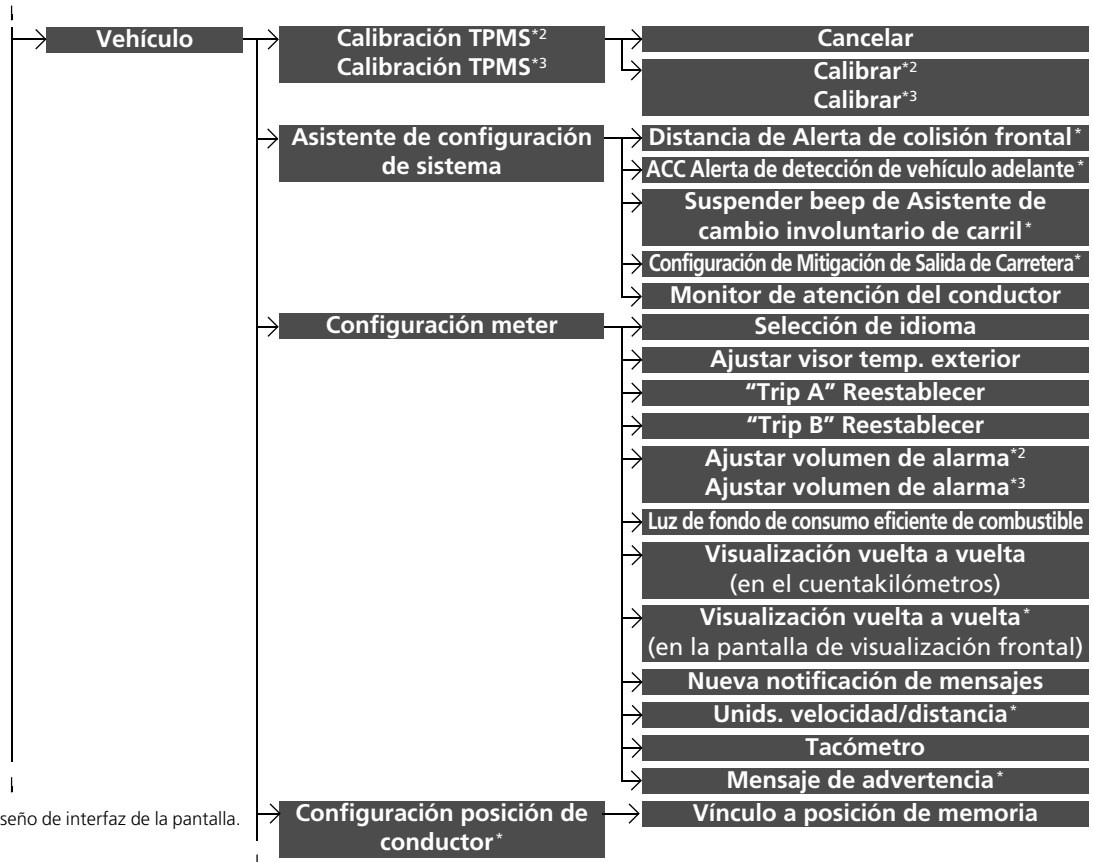 Vehículo
Calibración TPMS*2
Calibración TPMS*3
Cancelar
Calibrar*2
Calibrar*3
Asistente de configuración
de sistema
Distancia de Alerta de colisión frontal*
ACC Alerta de detección de vehículo adelante*
Suspender beep de Asistente de
cambio involuntario de carril*
Configuración de Mitigación de Salida de Carretera*
Monitor de atención del conductor
Configuración meter
Selección de idioma
Ajustar visor temp. exterior
“Trip A” Reestablecer
“Trip B” Reestablecer
Ajustar volumen de alarma*2
Ajustar volumen de alarma*3
Luz de fondo de consumo eficiente de combustible
Visualización vuelta a vuelta
(en el cuentakilómetros)
Visualización vuelta a vuelta*
(en la pantalla de visualización frontal)
Nueva notificación de mensajes
Unids. velocidad/distancia*
Tacómetro
Mensaje de advertencia*
Configuración posición de
conductor*
Vínculo a posición de memoria
seño de interfaz de la pantalla.